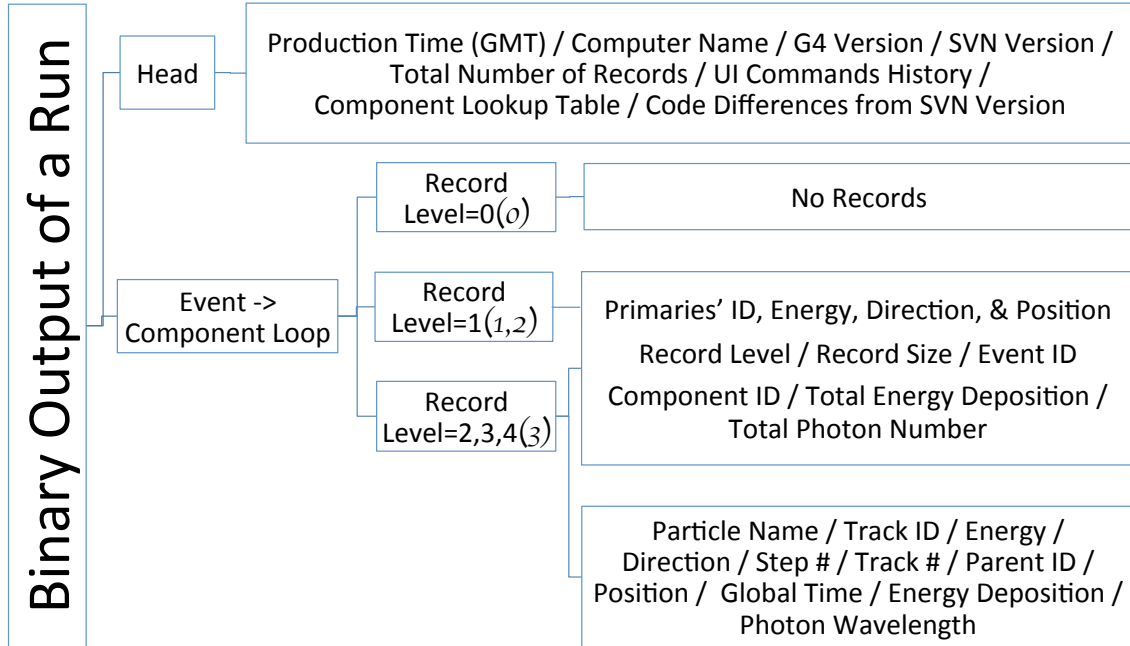 Binary Output of a Run
Head
Production Time (GMT) / Computer Name / G4 Version / SVN Version /
Total Number of Records / UI Commands History /
Component Lookup Table / Code Differences from SVN Version
Event ->
Component Loop
Record
Level=0(0)
No Records
Record
Level=1(1,2)
Primaries’ ID, Energy, Direction, & Position
Record Level / Record Size / Event ID
Component ID / Total Energy Deposition /
Total Photon Number
Record
Level=2,3,4(3)
Particle Name / Track ID / Energy /
Direction / Step # / Track # / Parent ID /
Position /  Global Time / Energy Deposition /
Photon Wavelength